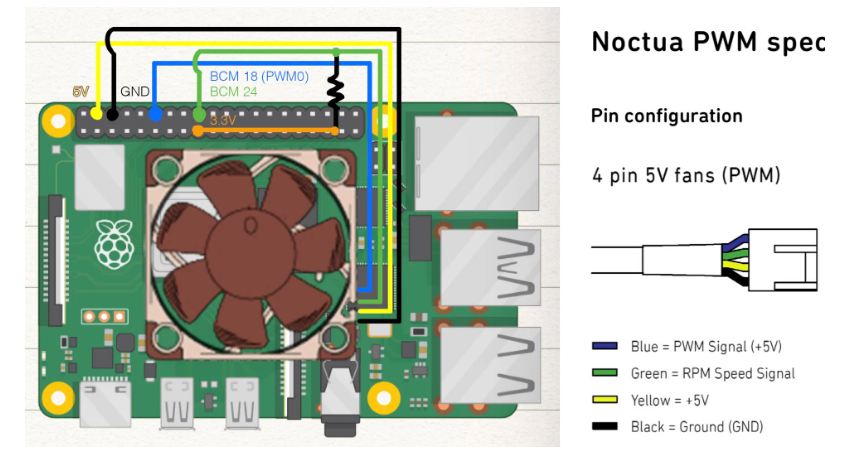 5V
GND
BCM 18 (PWM0)
BCM 24
3.3V
Noctua PWM spec
Pin configuration
4 pin 5V fans (PWM)
Blue = PWM Signal (+5V)
Green = RPM Speed Signal
Yellow = +5V
Black = Ground (GND)